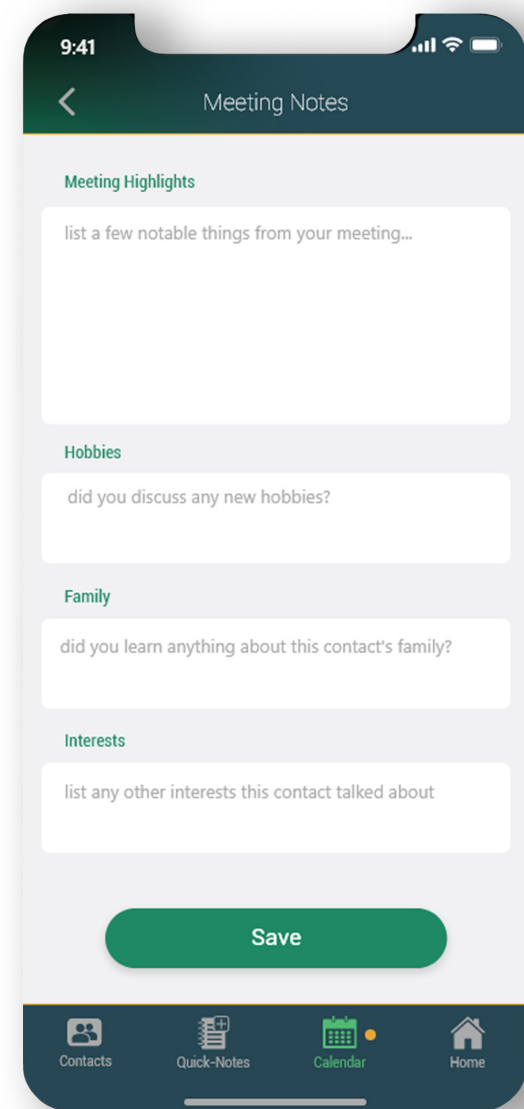 9:41
Meeting Notes
Meeting Highlights
list a few notable things from your meeting...
Hobbies
did you discuss any new hobbies?
Family
did you learn anything about this contact's family?
Interests
list any other interests this contact talked about
Save
Contacts
Quick-Notes
Calendar
Home